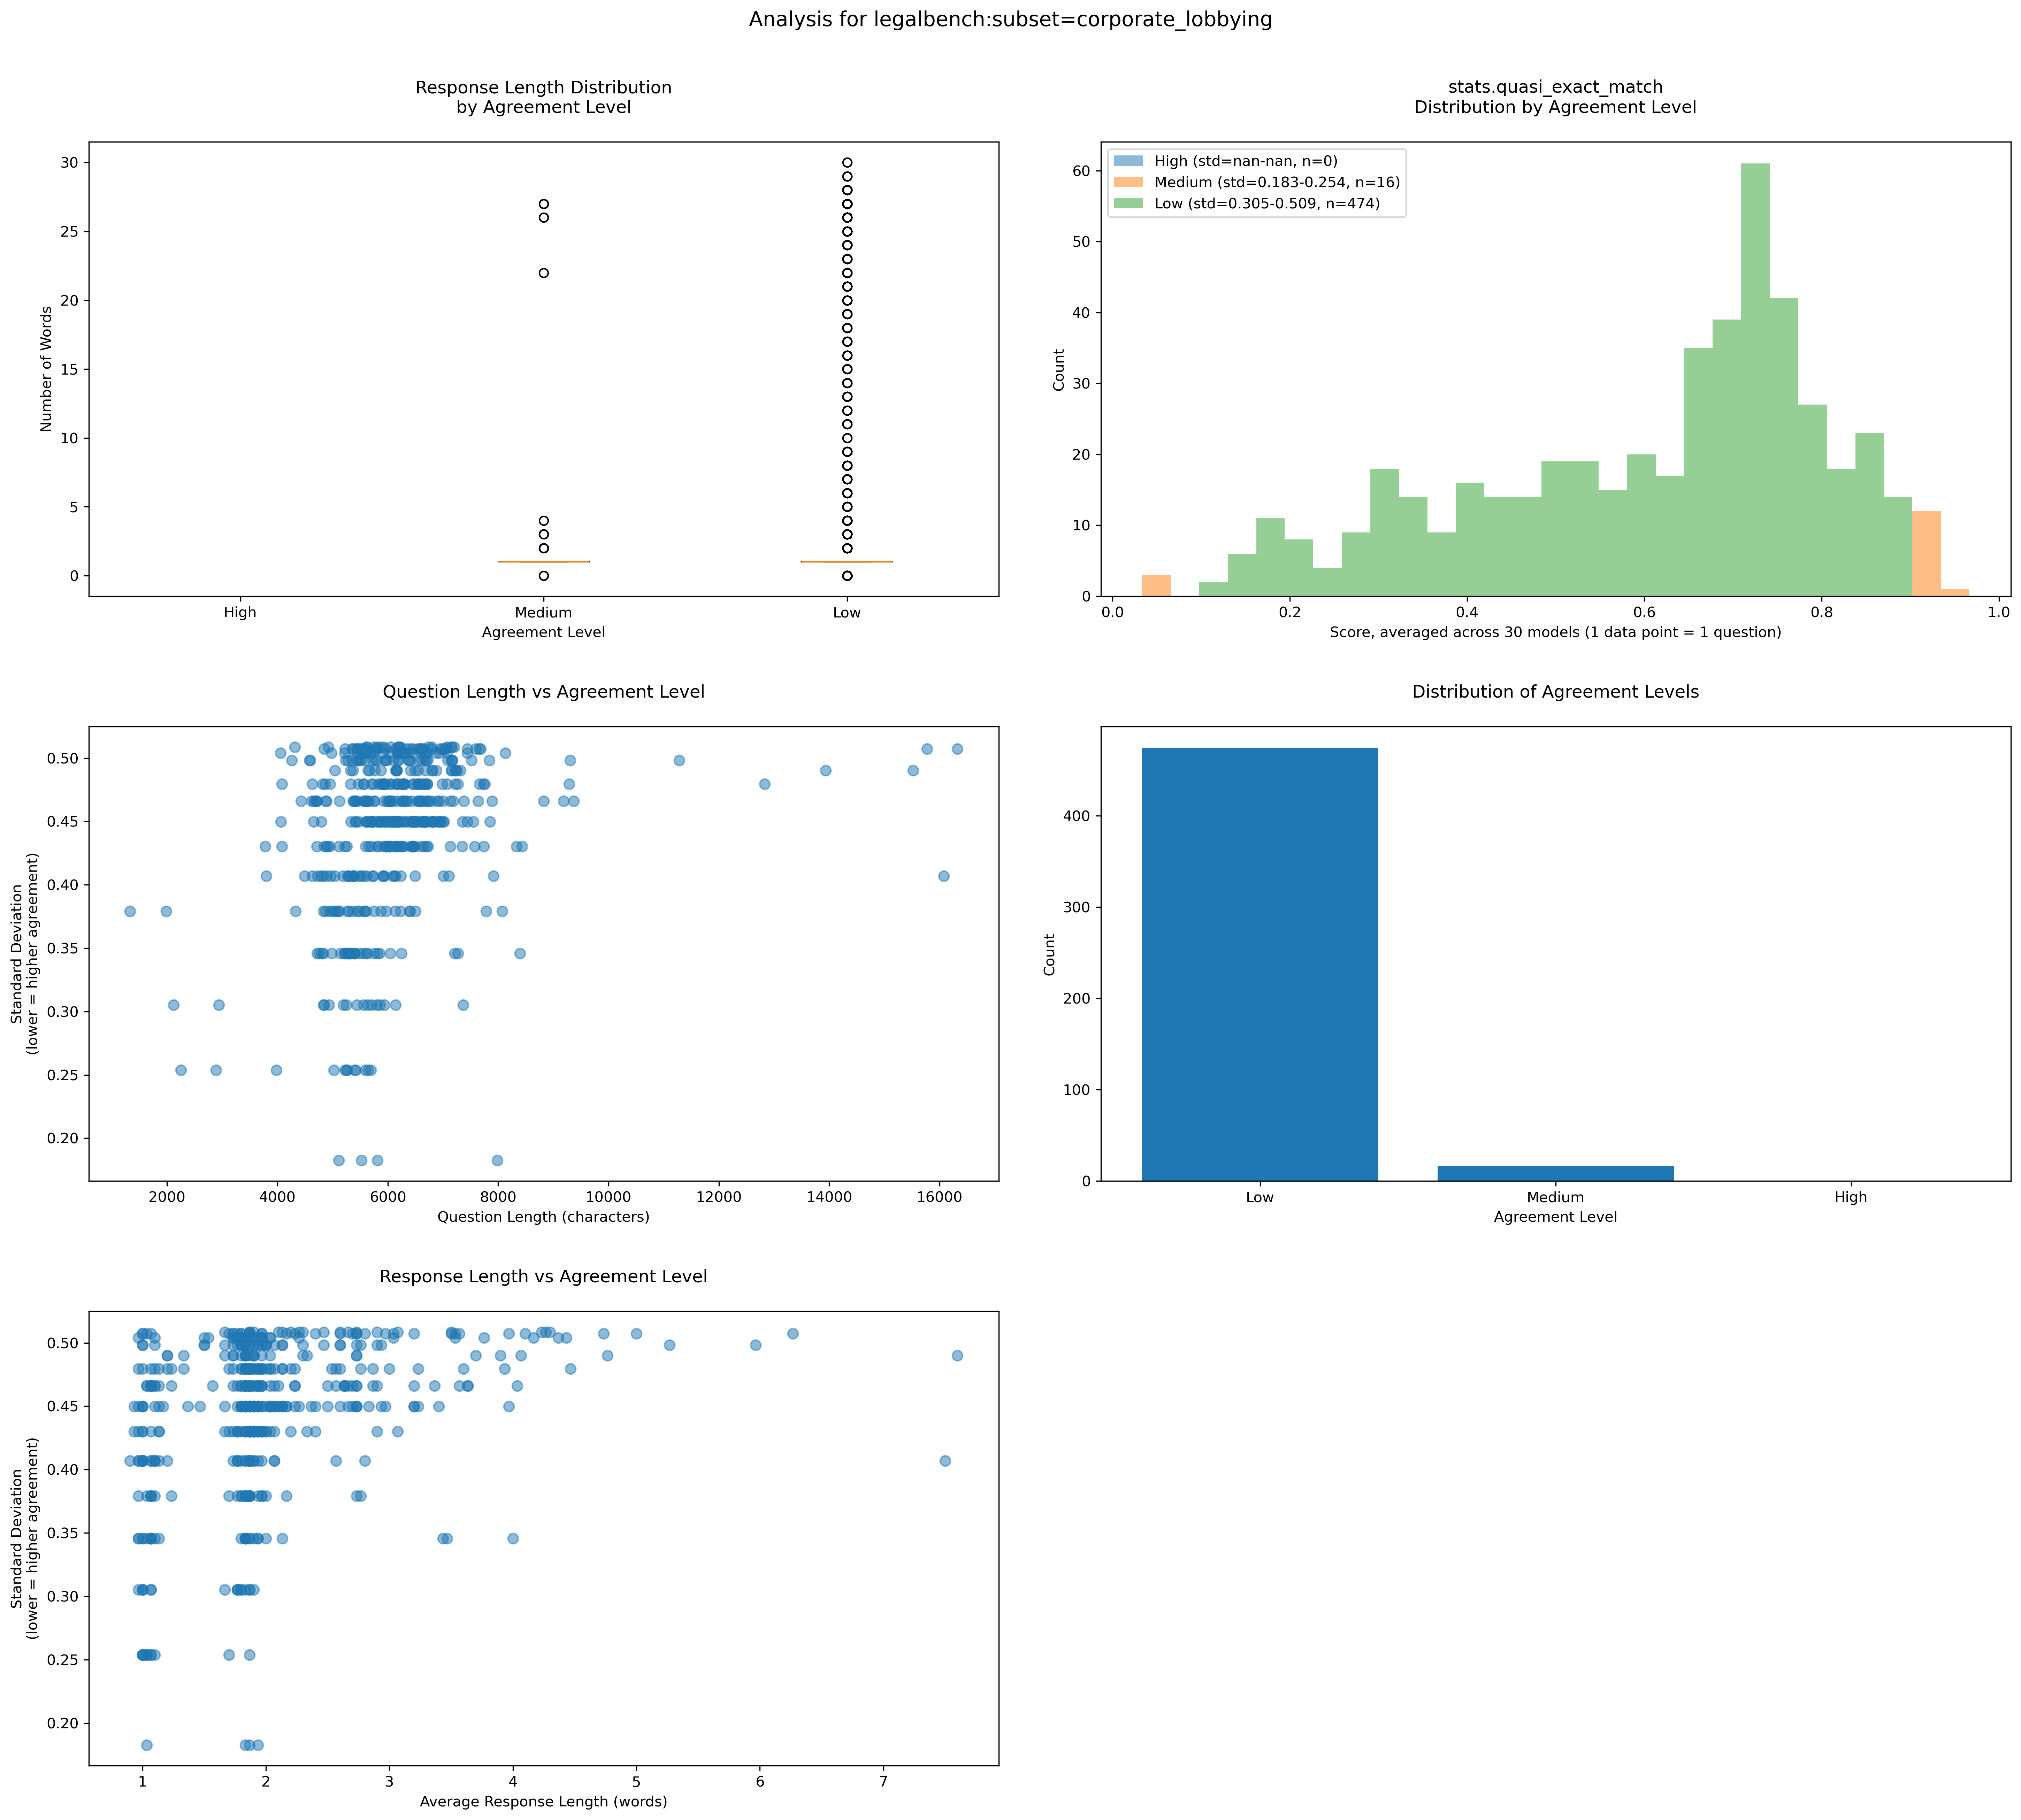 Analysis for legalbench:subset=corporate_lobbying
Response Length Distribution
by Agreement Level
30
25
20
15
10
5
0
Number of Words
High
Medium
Low
Agreement Level
stats.quasi_exact_match
Distribution by Agreement Level
High (std=nan-nan, n=0)
Medium (std=0.183-0.254, n=16)
Low (std=0.305-0.509, n=474)
60
50
40
30
20
10
0
Count
0.0
0.2
0.4
0.6
0.8
1.0
Score, averaged across 30 models (1 data point = 1 question)
Question Length vs Agreement Level
0.50
0.45
0.40
0.35
0.30
0.25
0.20
Standard Deviation
(lower = higher agreement)
2000
4000
6000
8000
10000
12000
14000
16000
Question Length (characters)
Distribution of Agreement Levels
400
300
200
100
0
Count
Low
Medium
High
Agreement Level
Response Length vs Agreement Level
0.50
0.45
0.40
0.35
0.30
0.25
0.20
Standard Deviation
(lower = higher agreement)
1
2
3
4
5
6
7
Average Response Length (words)